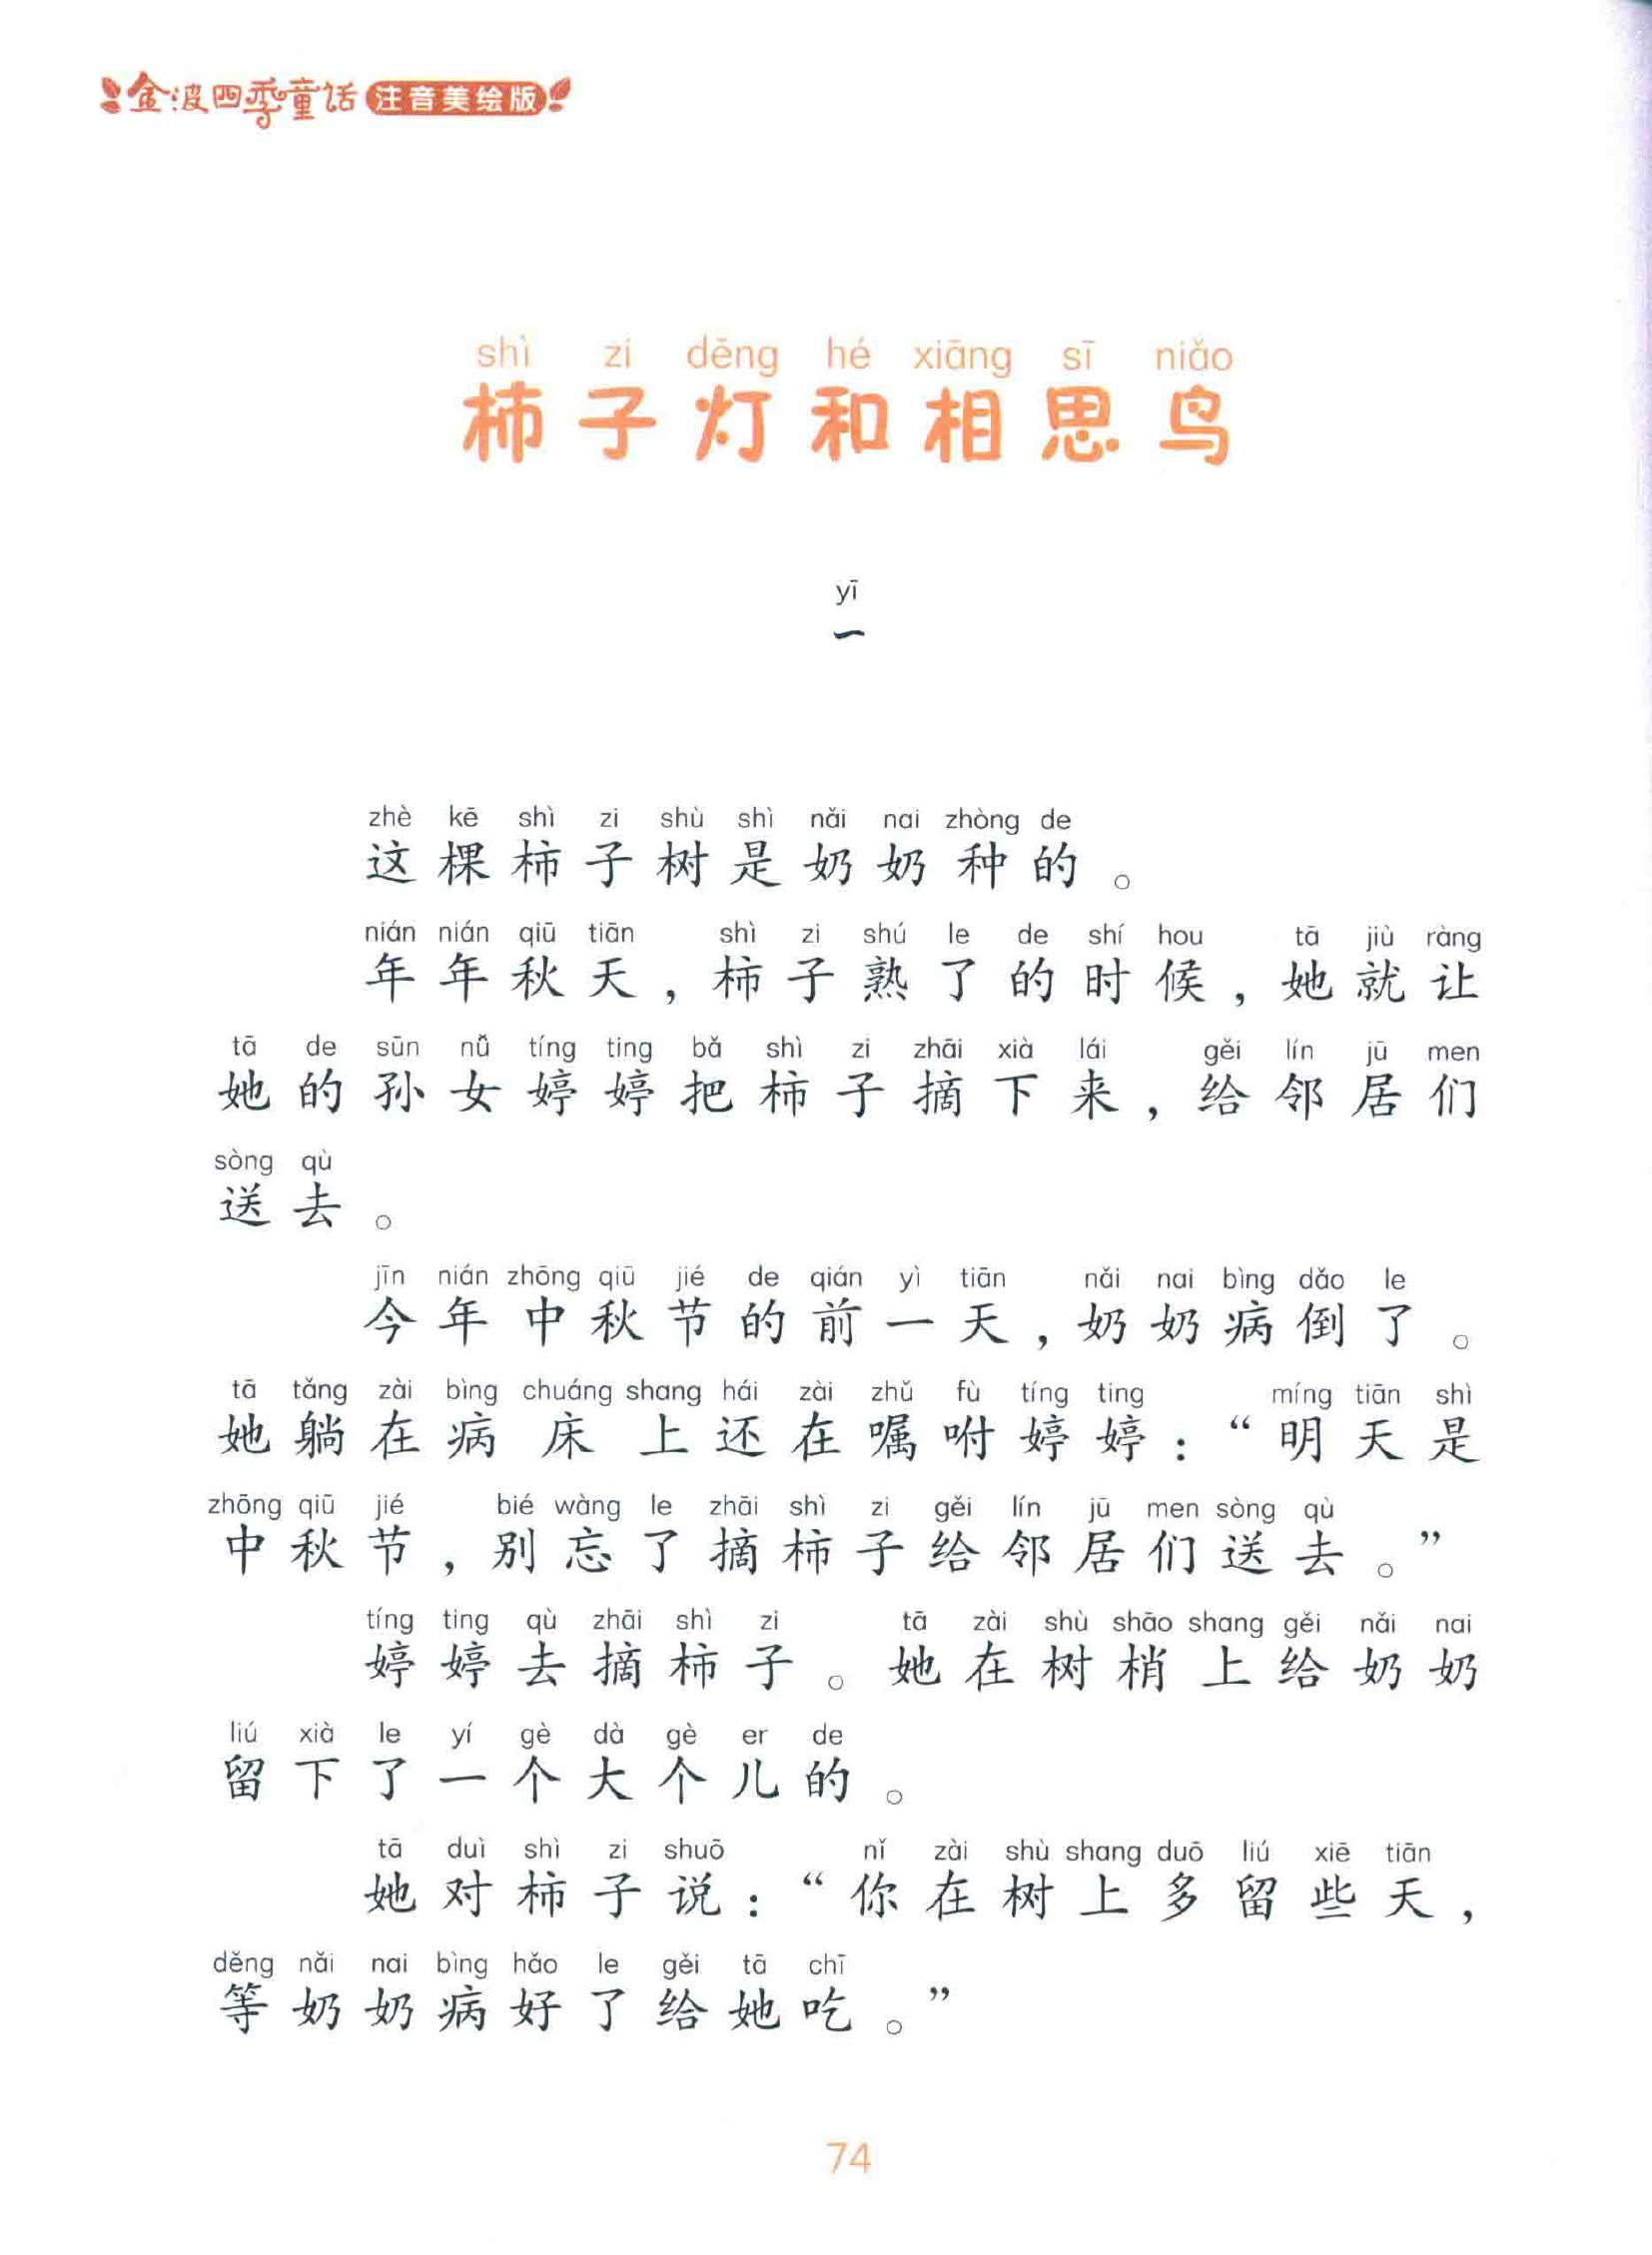 金波四季童话 注音美绘版
shì zi dēng hé xiāng sī niǎo
柿子灯和相思鸟
yī
一
zhè kē shì zi shù shì nǎi nai zhòng de
这棵柿子树是奶奶种的。
nián nián qiū tiān shì zi shú le de shí hou tā jiù ràng
年年秋天，柿子熟了的时候，她就让
tā de sūn nǚ tíng ting bǎ shì zi zhāi xià lái gěi lín jū men
她的孙女婷婷把柿子摘下来，给邻居们
sòng qù
送去。
jīn nián zhōng qiū jié de qián yì tiān nǎi nai bìng dǎo le
今年中秋节的前一天，奶奶病倒了。
tā tǎng zài bìng chuáng shang hái zài zhǔ fù tíng ting míng tiān shì
她躺在病床上还在嘱咐婷婷：“明天是
zhōng qiū jié bié wàng le zhāi shì zi gěi lín jū men sòng qù
中秋节，别忘了摘柿子给邻居们送去。”
tíng ting qù zhāi shì zi tā zài shù shāo shang gěi nǎi nai
婷婷去摘柿子。她在树梢上给奶奶
liú xià le yí gè dà gè er de
留下了一个大个儿的。
tā duì shì zi shuō nǐ zài shù shang duō liú xiē tiān
她对柿子说：“你在树上多留些天，
děng nǎi nai bìng hǎo le gěi tā chī
等奶奶病好了给她吃。”
74